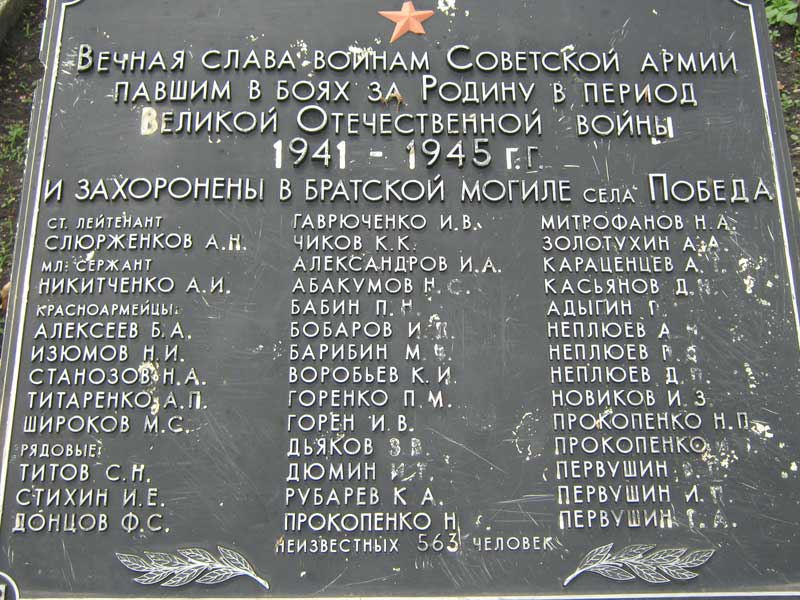 Вечная слава воинам Советской армии
павшим в боях за Родину в период
Великой Отечественной войны
1941 - 1945 г.г.
и захоронены в братской могиле села Победа
ст. лейтенант
Слюрженков А.Н.
мл. сержант
Никитченко А.И.
красноармейцы:
Алексеев Б.А.
Изюмов Н.И.
Станозов Н.А.
Титаренко А.П.
Широков М.С.
рядовые:
Титов С.Н.
Стихин И.Е.
Донцов Ф.С.
Гаврюченко И.В.
Чиков К.К.
Александров И.А.
Абакумов Н.С.
Бабин П.Н.
Бобаров И.
Барибин М.
Воробьев К.И.
Горенко П.М.
Горен И.В.
Дьяков
Дюмин И.
Рубарев К А.
Прокопенко Н
Митрофанов Н.А.
Золотухин А.А.
Караценцев А.
Касьянов Д.
Адыгин
Неплюев А
Неплюев
Неплюев Д.
Новиков И.З.
Прокопенко Н.П.
Прокопенко
Первушин
Первушин И.
Первушин Г.А.
неизвестных 563 человек